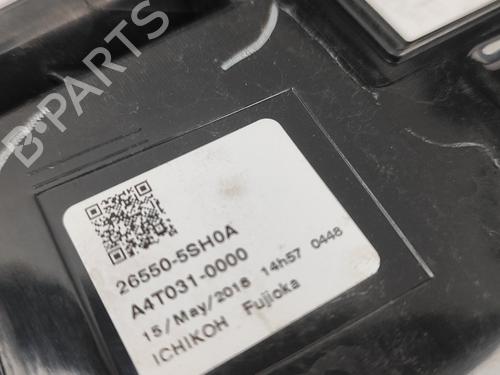 B-PARTS
26550-5SH0A
A4T031-0000
15/May/2018 14h57 0448
ICHIKOH Fujioka